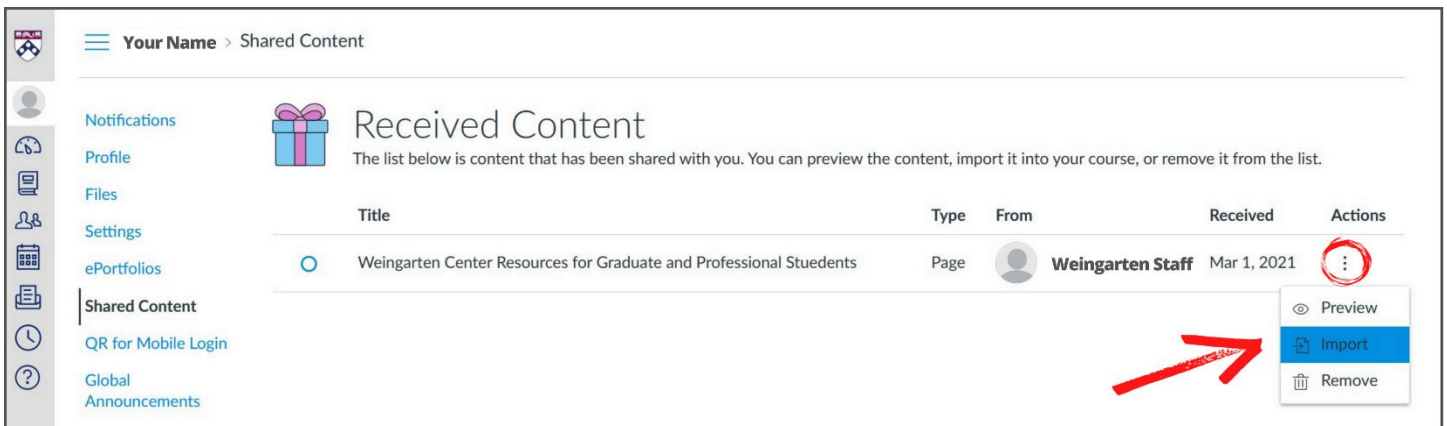 Your Name > Shared Content
Notifications
Profile
Files
Settings
ePortfolios
Shared Content
QR for Mobile Login
Global
Announcements
Received Content
The list below is content that has been shared with you. You can preview the content, import it into your course, or remove it from the list.
Title Type From Received Actions
Weingarten Center Resources for Graduate and Professional Stuedents Page Weingarten Staff Mar 1, 2021
Preview
Import
Remove